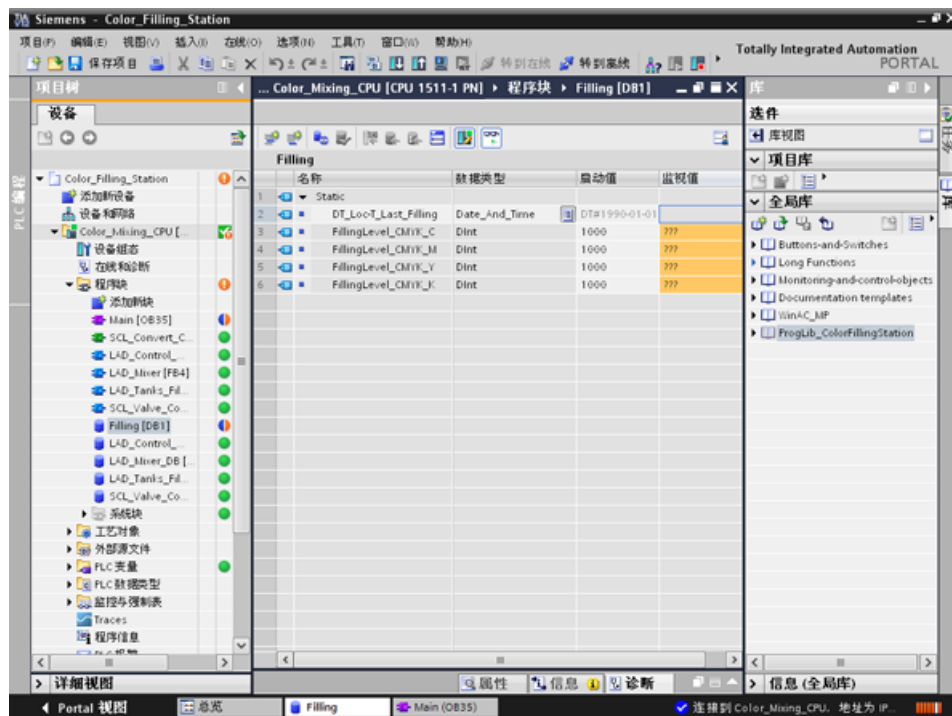 Siemens - Color_Filling_Station
项目(P) 编辑(E) 视图(V) 插入(I) 在线(O) 选项(N) 工具(T) 窗口(W) 帮助(H)
Totally Integrated Automation
PORTAL
保存项目 转到在线 转到离线
项目树
... Color_Mixing_CPU [CPU 1511-1 PN] 程序块 Filling [DB1]
库
设备
选件
库视图
项目库
全局库
Buttons-and-Switches
Long Functions
Monitoring-and-control-objects
Documentation templates
WinAC_MP
ProgLib_ColorFillingStation
PLC 编程
Color_Filling_Station
添加新设备
设备和网络
Color_Mixing_CPU [...
设备组态
在线和诊断
程序块
添加新块
Main [OB35]
SCL_Convert_C...
LAD_Control_...
LAD_Mixer [FB4]
LAD_Tanks_Fil...
SCL_Valve_Co...
Filling [DB1]
LAD_Control_...
LAD_Mixer_DB [...
LAD_Tanks_Fil...
SCL_Valve_Co...
系统块
工艺对象
外部源文件
PLC 变量
PLC 数据类型
监控与强制表
Traces
程序信息
Filling
名称 数据类型 启动值 监视值
1 Static
2 DT_LocT_Last_Filling Date_And_Time DT#1990-01-01
3 FillingLevel_CMYK_C DInt 1000 ???
4 FillingLevel_CMYK_M DInt 1000 ???
5 FillingLevel_CMYK_Y DInt 1000 ???
6 FillingLevel_CMYK_K DInt 1000 ???
详细视图
属性 信息 诊断
信息 (全局库)
Portal 视图 总览 Filling Main (OB35)
连接到 Color_Mixing_CPU，地址为 IP...